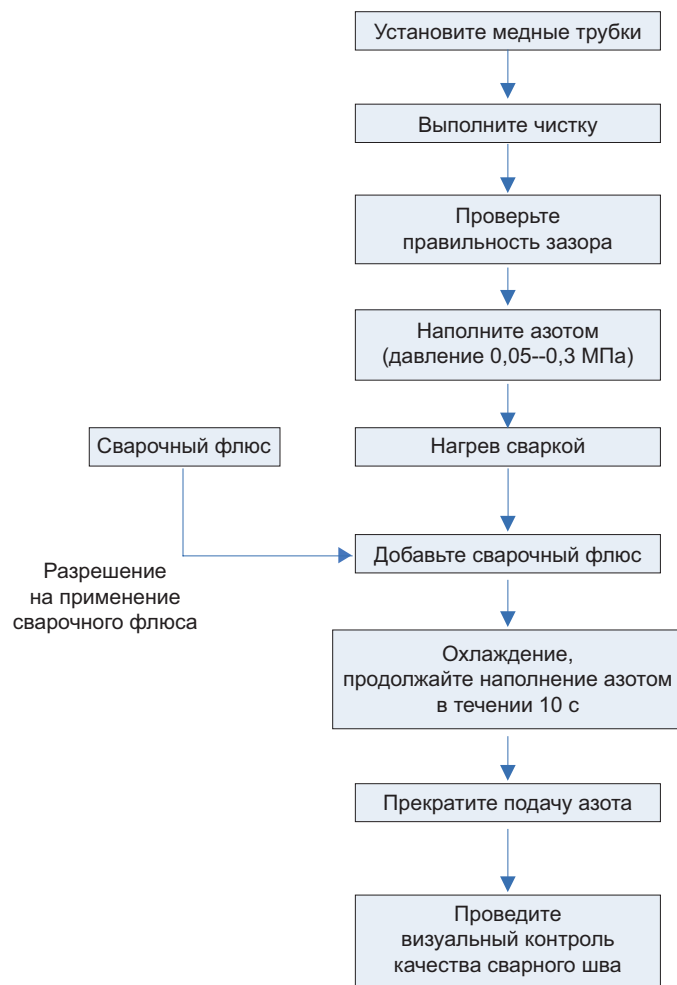 Установите медные трубки
Выполните чистку
Проверьте
правильность зазора
Наполните азотом
(давление 0,05--0,3 МПа)
Сварочный флюс
Нагрев сваркой
Добавьте сварочный флюс
Разрешение
на применение
сварочного флюса
Охлаждение,
продолжайте наполнение азотом
в течении 10 с
Прекратите подачу азота
Проведите
визуальный контроль
качества сварного шва